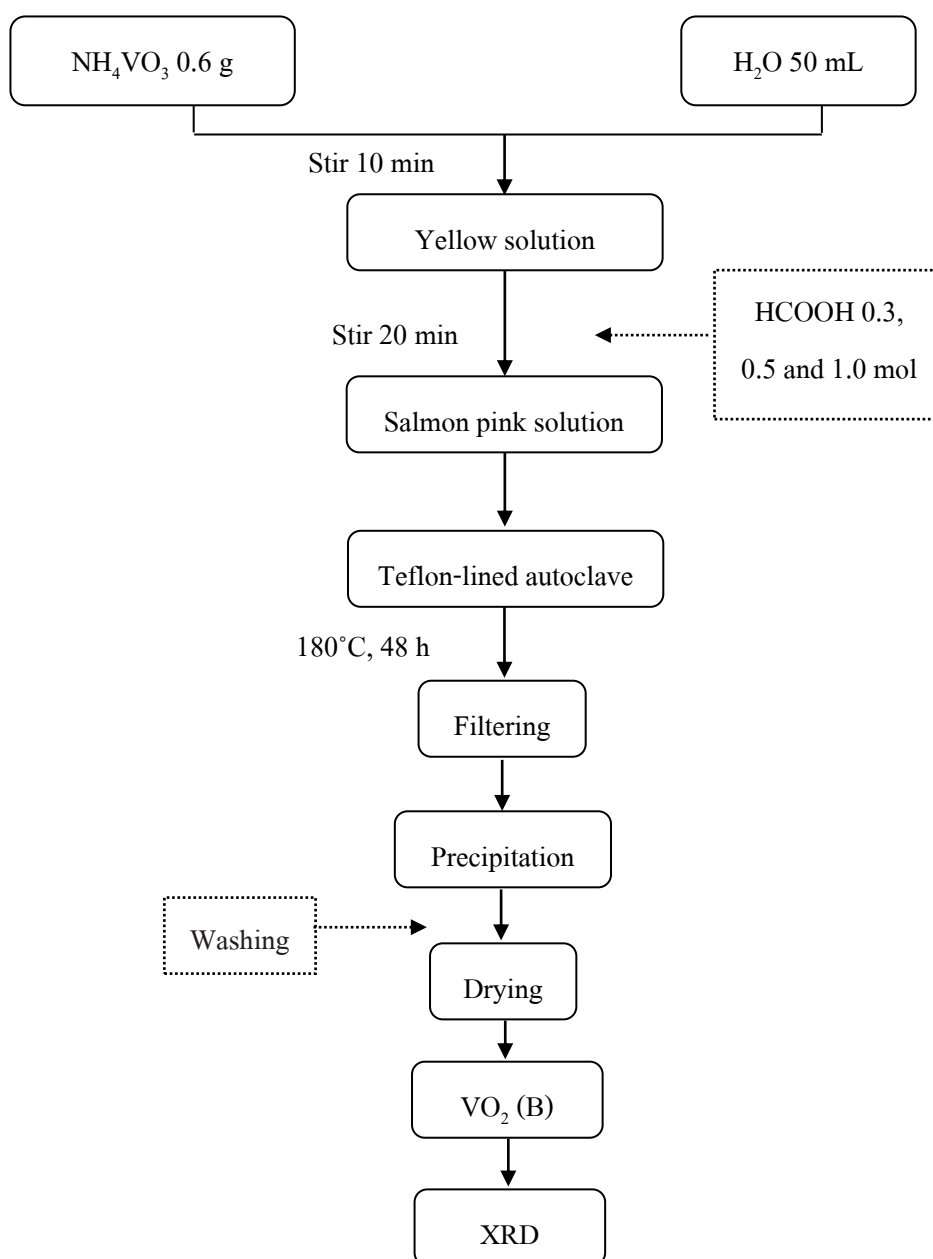 NH₄VO₃ 0.6 g
H₂O 50 mL
Stir 10 min
Yellow solution
HCOOH 0.3,
0.5 and 1.0 mol
Stir 20 min
Salmon pink solution
Teflon-lined autoclave
180˚C, 48 h
Filtering
Precipitation
Washing
Drying
VO₂ (B)
XRD